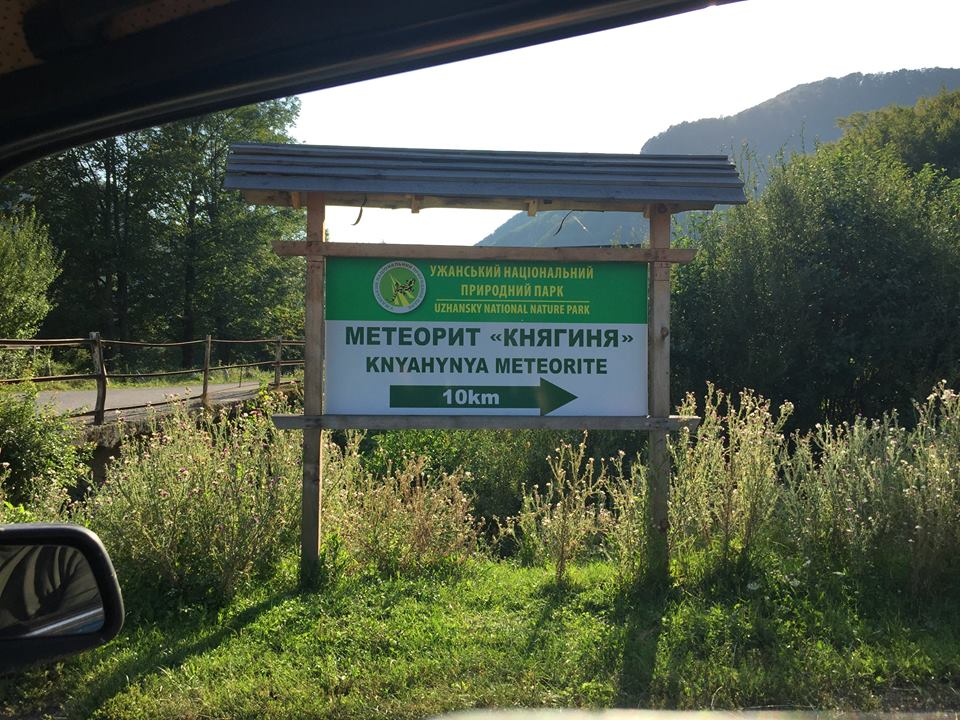 УЖАНСЬКИЙ НАЦІОНАЛЬНИЙ
ПРИРОДНИЙ ПАРК
UZHANSKY NATIONAL NATURE PARK
МЕТЕОРИТ «КНЯГИНЯ»
KNYAHYNYA METEORITE
10km